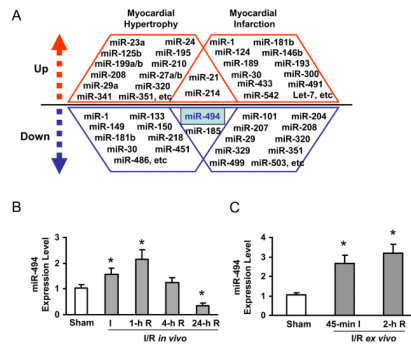 A
Myocardial Hypertrophy
Myocardial Infarction
Up
miR-23a miR-24
miR-125b miR-195
miR-199a/b miR-210
miR-208 miR-27a/b
miR-29a miR-320
miR-341 miR-351, etc
miR-21
miR-214
miR-1 miR-181b
miR-124 miR-146b
miR-189 miR-193
miR-30 miR-300
miR-433 miR-491
miR-542 Let-7, etc
Down
miR-1 miR-133
miR-149 miR-150
miR-181b miR-218
miR-30 miR-451
miR-486, etc
miR-494
miR-185
miR-101 miR-204
miR-207 miR-208
miR-29 miR-320
miR-329 miR-351
miR-499 miR-503, etc
B
miR-494
Expression Level
3
2
1
0
*
*
*
Sham I 1-h R 4-h R 24-h R
I/R in vivo
C
miR-494
Expression Level
4
3
2
1
0
*
*
Sham 45-min I 2-h R
I/R ex vivo